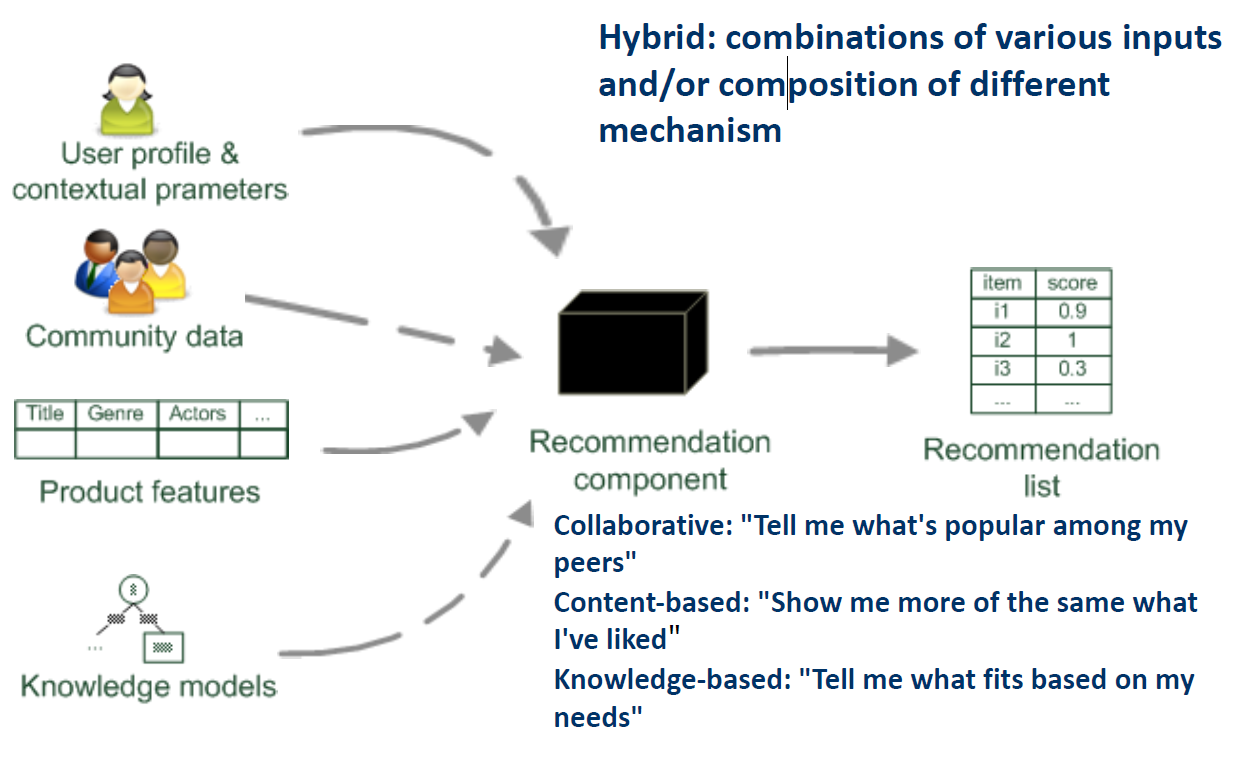 Hybrid: combinations of various inputs
and/or composition of different
mechanism
User profile &
contextual prameters
Community data
Title Genre Actors ...
Product features
Knowledge models
...
Recommendation
component
item score
i1 0.9
i2 1
i3 0.3
... ...
Recommendation
list
Collaborative: "Tell me what's popular among my
peers"
Content-based: "Show me more of the same what
I've liked"
Knowledge-based: "Tell me what fits based on my
needs"